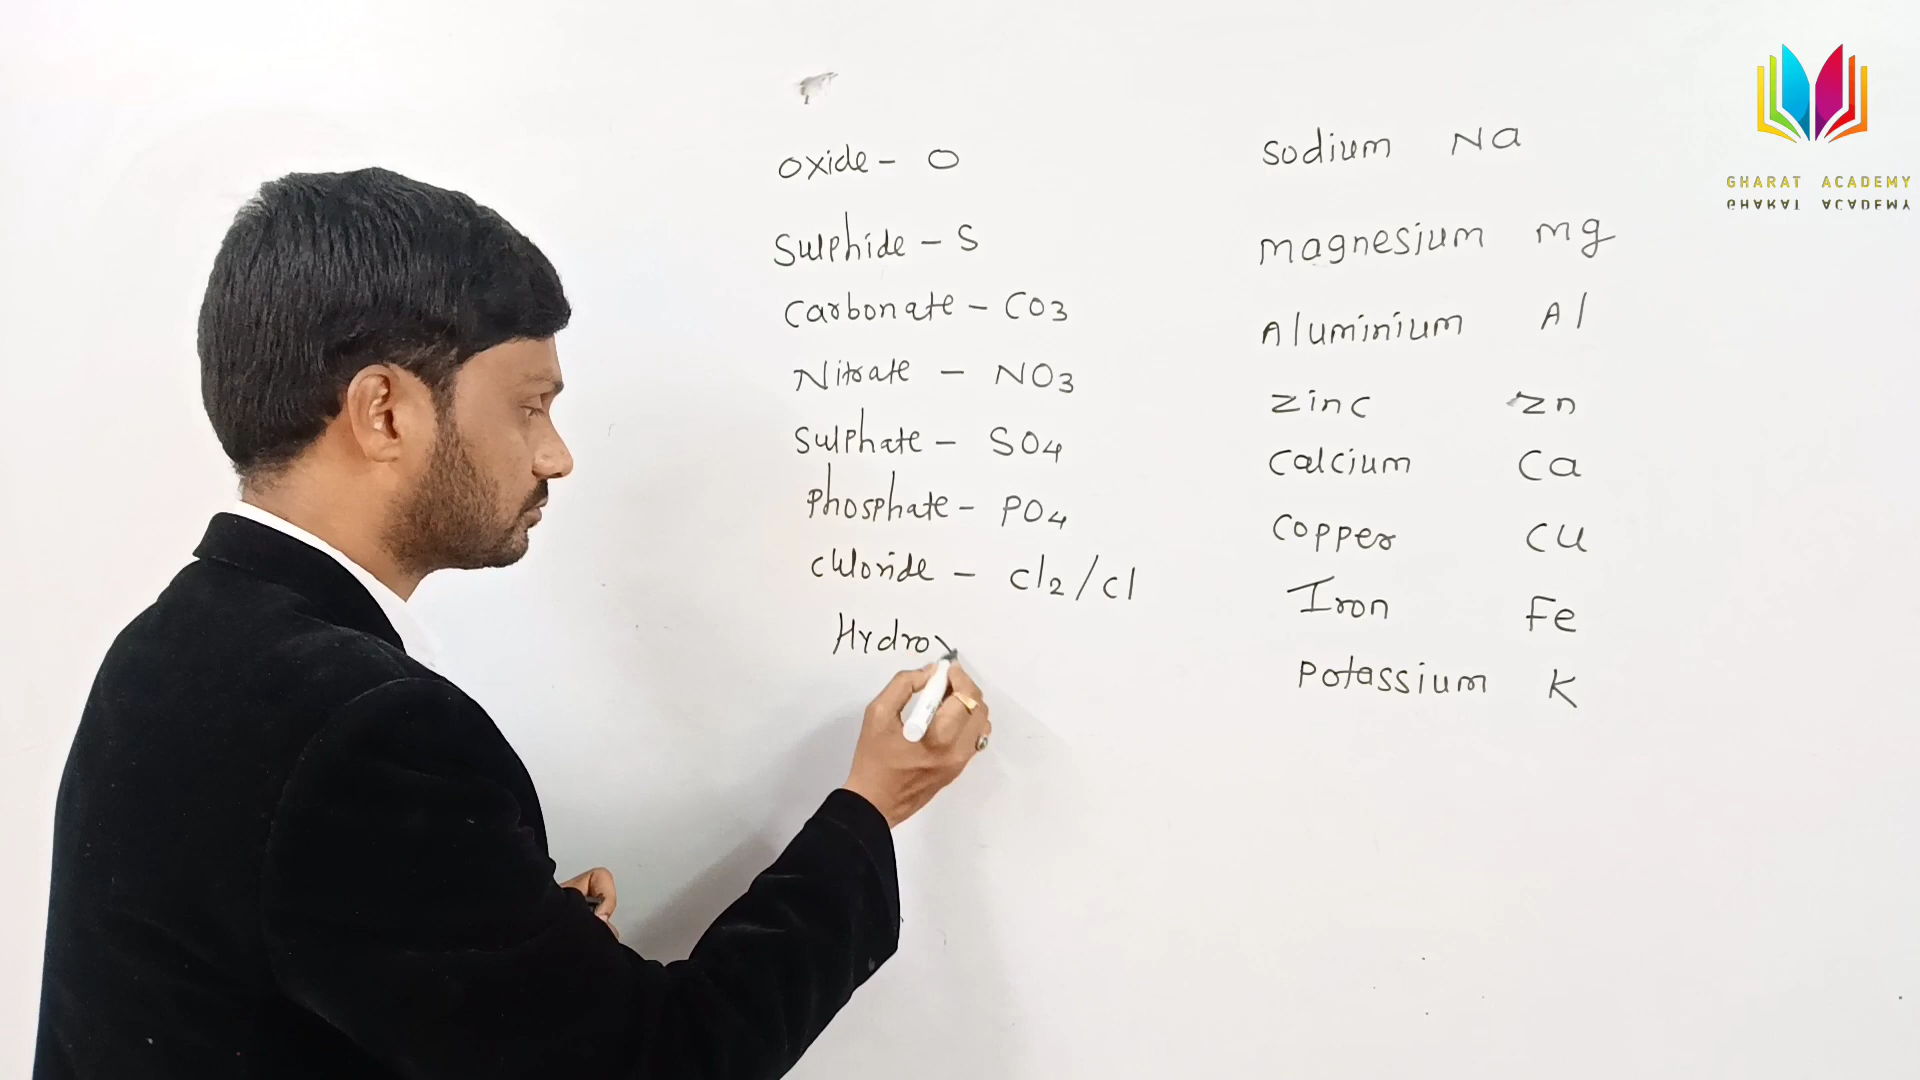 Oxide - O
Sulphide - S
Carbonate - CO3
Nitrate - NO3
Sulphate - SO4
Phosphate - PO4
Chloride - Cl2/Cl
Hydrox
Sodium Na
Magnesium Mg
Aluminium Al
Zinc Zn
Calcium Ca
Copper Cu
Iron Fe
Potassium K
GHARAT ACADEMY